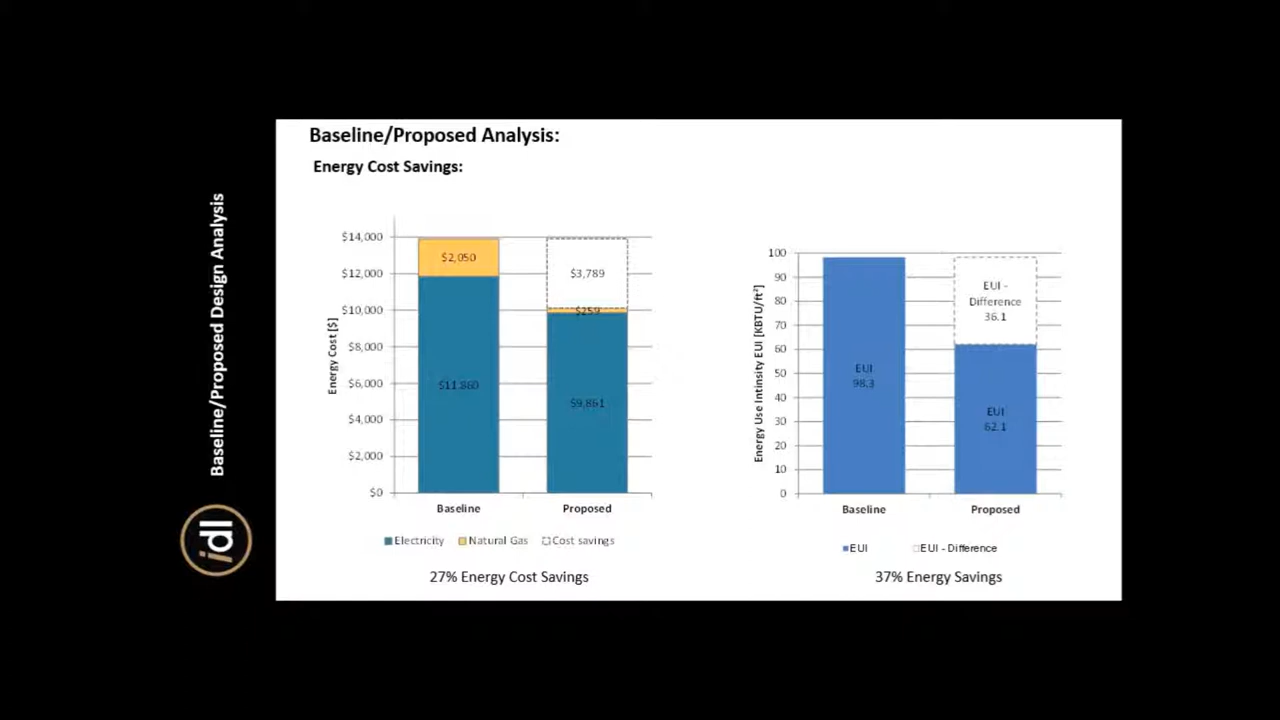 Baseline/Proposed Design Analysis
idl
Baseline/Proposed Analysis:
Energy Cost Savings:
Energy Cost [$]
$14,000
$12,000
$10,000
$8,000
$6,000
$4,000
$2,000
$0
$2,050
$11,860
$3,789
$259
$9,861
Baseline
Proposed
Electricity
Natural Gas
Cost savings
27% Energy Cost Savings
Energy Use Intinsity EUI [KBTU/ft²]
100
90
80
70
60
50
40
30
20
10
0
EUI
98.3
EUI -
Difference
36.1
EUI
62.1
Baseline
Proposed
EUI
EUI - Difference
37% Energy Savings